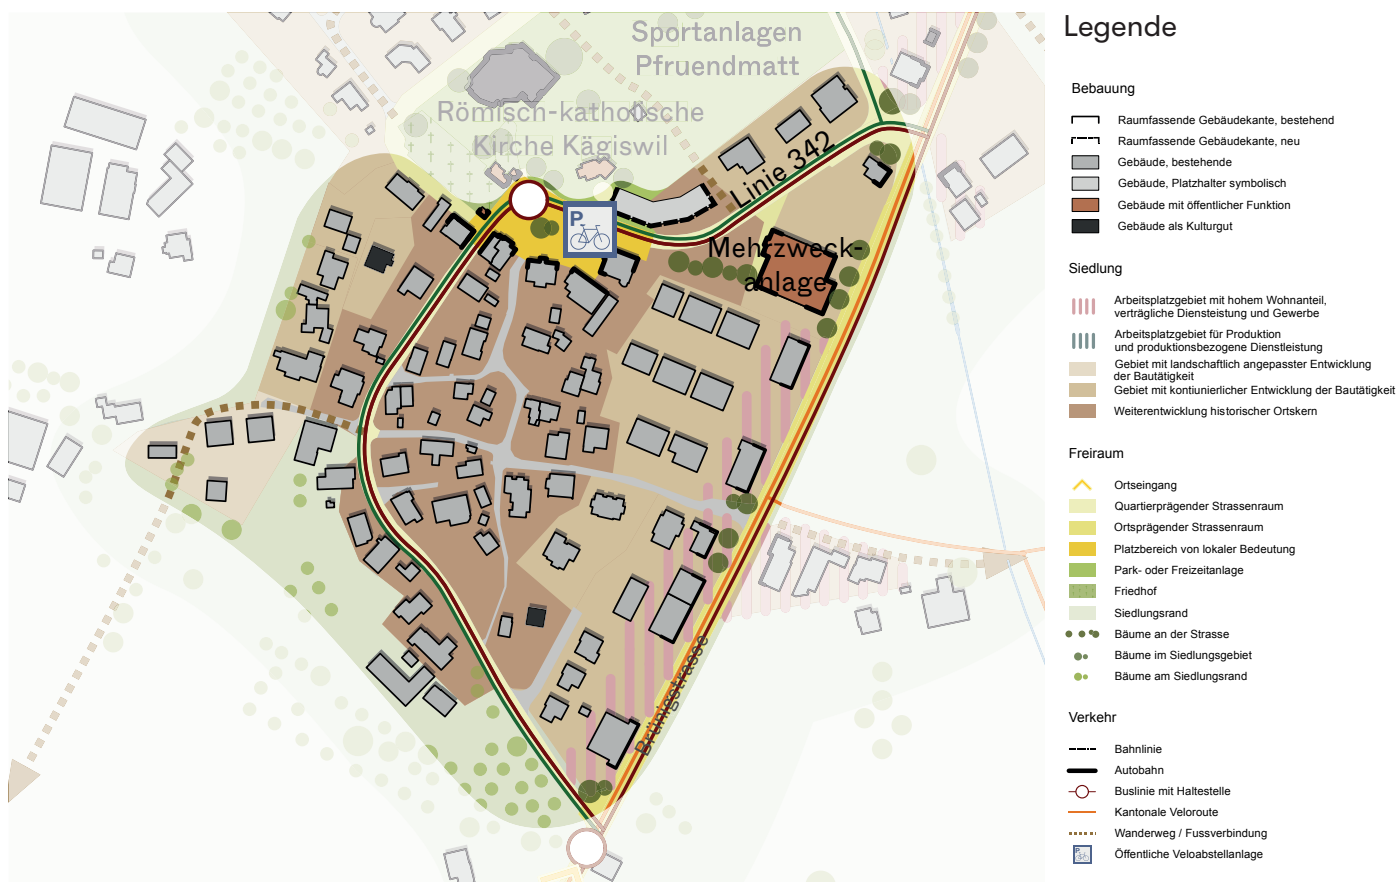 Sportanlagen
Pfruendmatt
Römisch-katholische
Kirche Kägiswil
Linie 342
Mehrzweck-
anlage
P
Brünigstrasse
Legende
Bebauung
Raumfassende Gebäudekante, bestehend
Raumfassende Gebäudekante, neu
Gebäude, bestehende
Gebäude, Platzhalter symbolisch
Gebäude mit öffentlicher Funktion
Gebäude als Kulturgut
Siedlung
Arbeitsplatzgebiet mit hohem Wohnanteil,
verträgliche Diensteistung und Gewerbe
Arbeitsplatzgebiet für Produktion
und produktionsbezogene Dienstleistung
Gebiet mit landschaftlich angepasster Entwicklung
der Bautätigkeit
Gebiet mit kontiunierlicher Entwicklung der Bautätigkeit
Weiterentwicklung historischer Ortskern
Freiraum
Ortseingang
Quartierprägender Strassenraum
Ortsprägender Strassenraum
Platzbereich von lokaler Bedeutung
Park- oder Freizeitanlage
Friedhof
Siedlungsrand
Bäume an der Strasse
Bäume im Siedlungsgebiet
Bäume am Siedlungsrand
Verkehr
Bahnlinie
Autobahn
Buslinie mit Haltestelle
Kantonale Veloroute
Wanderweg / Fussverbindung
P
Öffentliche Veloabstellanlage